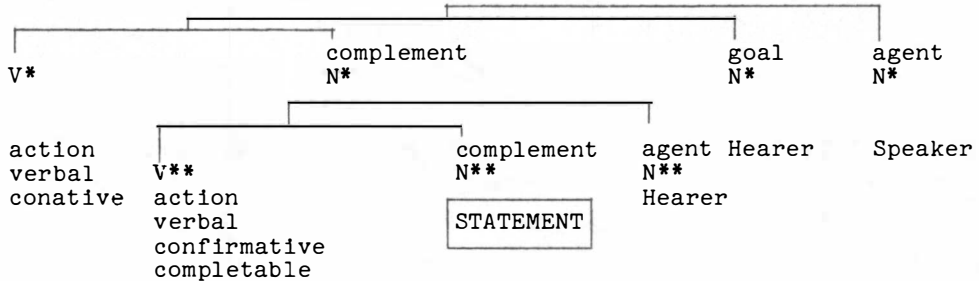 complement goal agent
V* N* N* N*
action complement agent Hearer Speaker
verbal V** N** N**
conative action Hearer
verbal STATEMENT
confirmative
completable